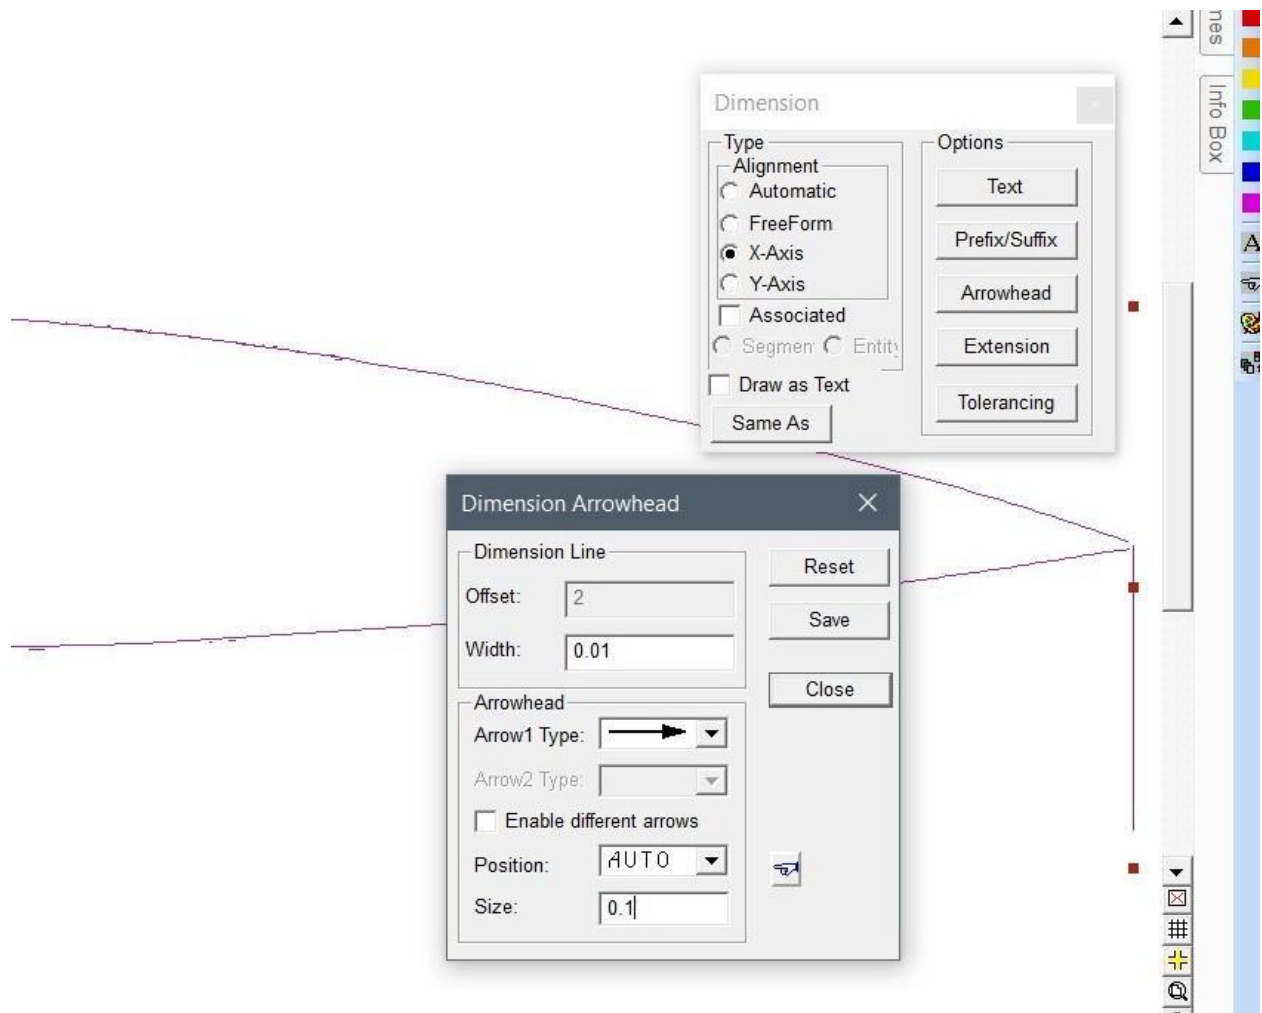 mes
Info Box
Dimension
Type
Alignment
Automatic
FreeForm
X-Axis
Y-Axis
Associated
Segmen
Entity
Draw as Text
Same As
Options
Text
Prefix/Suffix
Arrowhead
Extension
Tolerancing
A
Dimension Arrowhead
Dimension Line
Offset: 2
Width: 0.01
Reset
Save
Close
Arrowhead
Arrow1 Type:
Arrow2 Type:
Enable different arrows
Position: AUTO
Size: 0.1